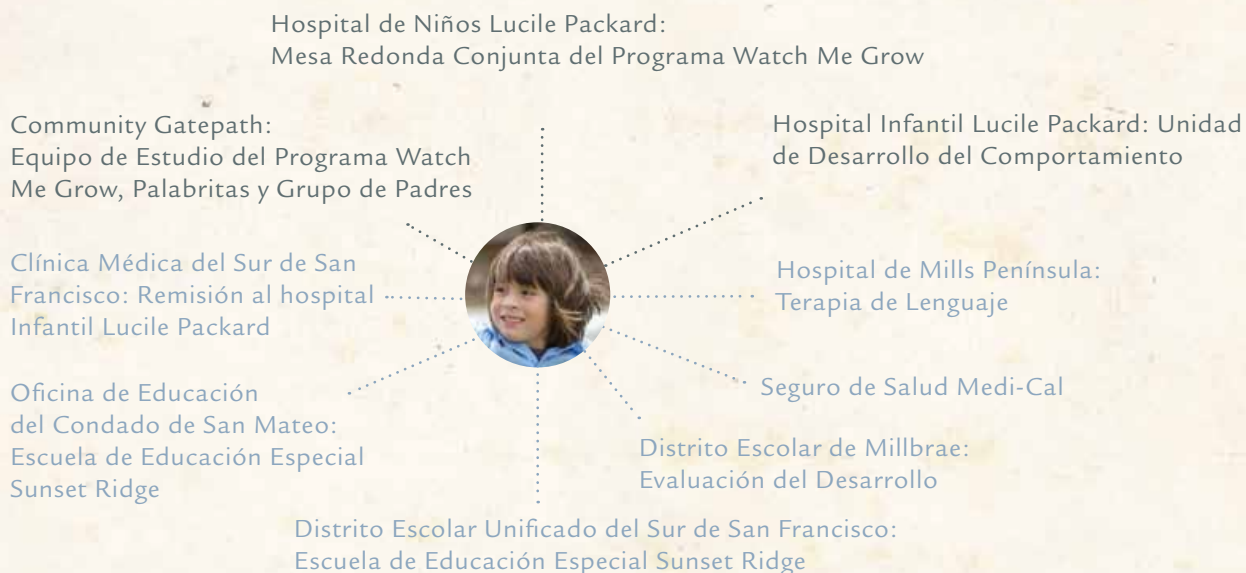 Hospital de Niños Lucile Packard:
Mesa Redonda Conjunta del Programa Watch Me Grow
Community Gatepath:
Equipo de Estudio del Programa Watch
Me Grow, Palabritas y Grupo de Padres
Hospital Infantil Lucile Packard: Unidad
de Desarrollo del Comportamiento
Clínica Médica del Sur de San
Francisco: Remisión al hospital
Infantil Lucile Packard
Hospital de Mills Península:
Terapia de Lenguaje
Oficina de Educación
del Condado de San Mateo:
Escuela de Educación Especial
Sunset Ridge
Seguro de Salud Medi-Cal
Distrito Escolar de Millbrae:
Evaluación del Desarrollo
Distrito Escolar Unificado del Sur de San Francisco:
Escuela de Educación Especial Sunset Ridge